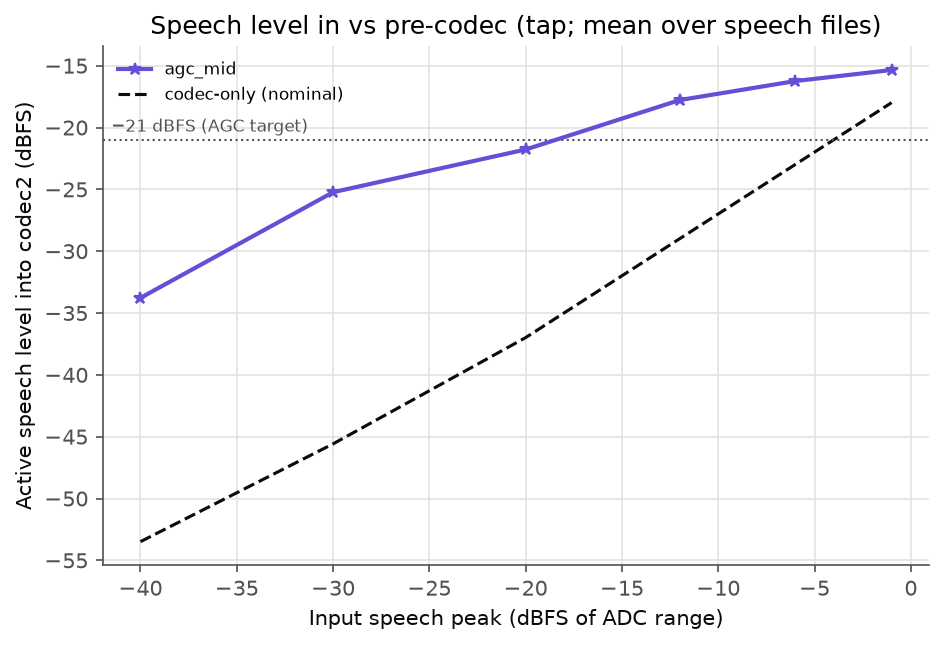 Speech level in vs pre-codec (tap; mean over speech files)
agc_mid
codec-only (nominal)
−21 dBFS (AGC target)
Active speech level into codec2 (dBFS)
−15
−20
−25
−30
−35
−40
−45
−50
−55
−40 −35 −30 −25 −20 −15 −10 −5 0
Input speech peak (dBFS of ADC range)